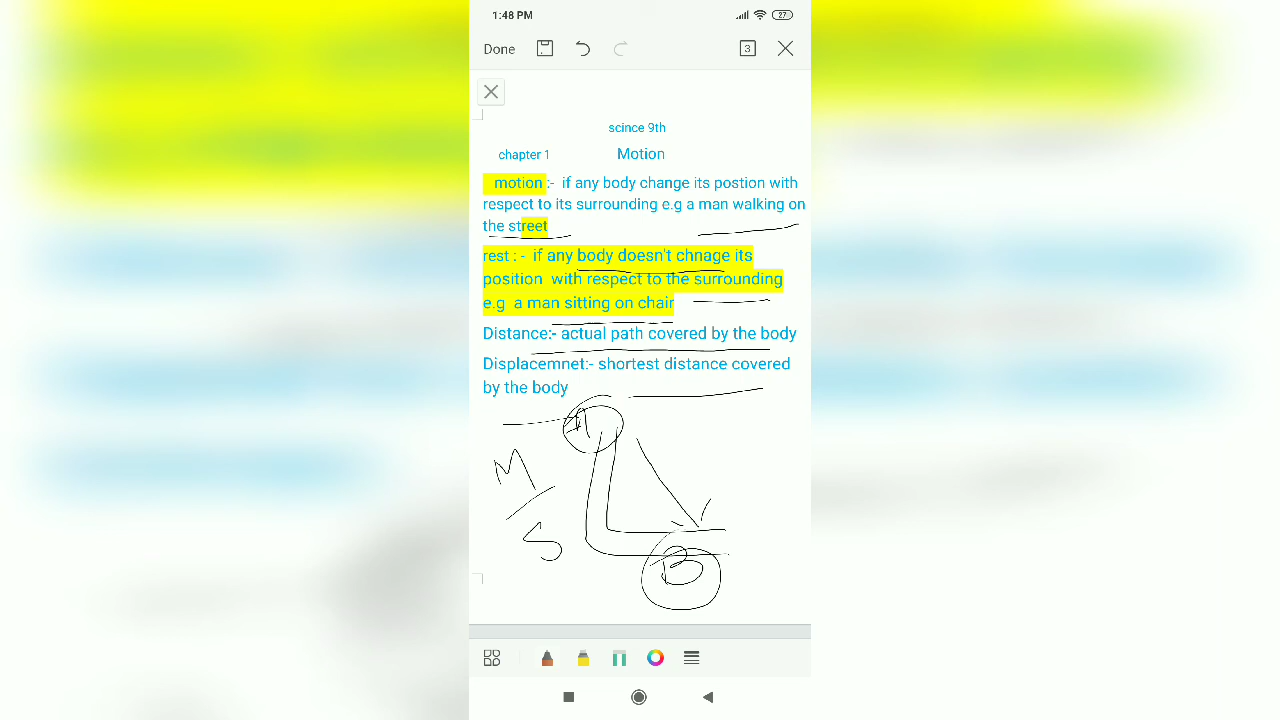 1:48 PM
27
Done
3
scince 9th
chapter 1 Motion
motion :- if any body change its postion with
respect to its surrounding e.g a man walking on
the street
rest : - if any body doesn't chnage its
position with respect to the surrounding
e.g a man sitting on chair
Distance:- actual path covered by the body
Displacemnet:- shortest distance covered
by the body
A
M
S
B